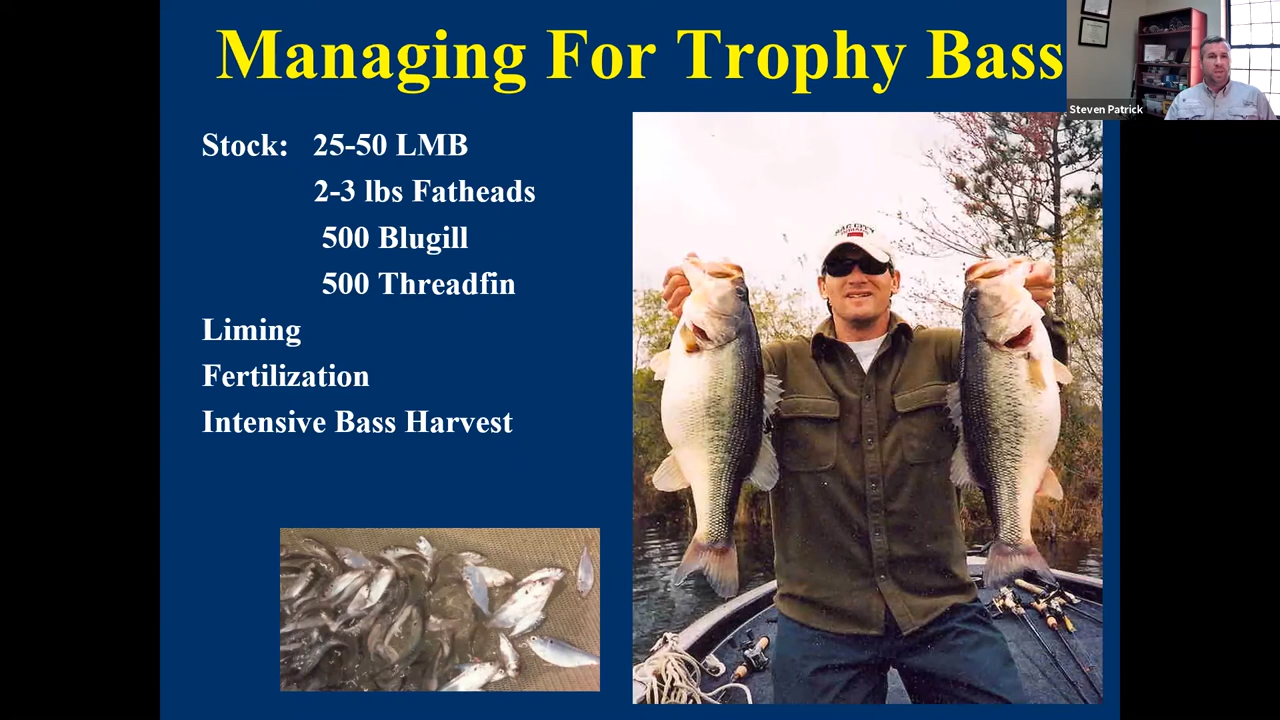 Managing For Trophy Bass
Steven Patrick
Stock: 25-50 LMB
2-3 lbs Fatheads
500 Blugill
500 Threadfin
Liming
Fertilization
Intensive Bass Harvest